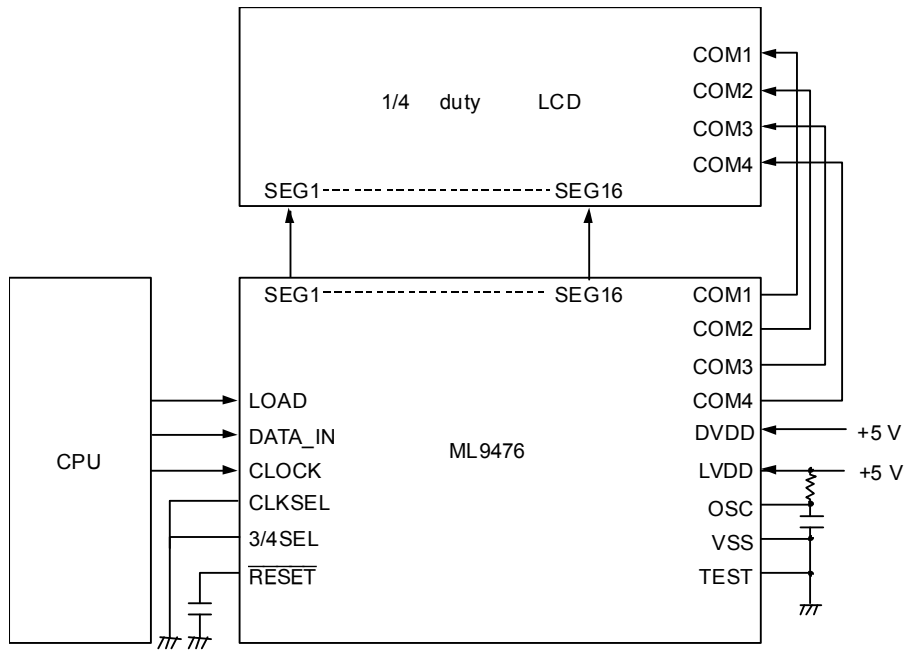 COM1
COM2
1/4 duty LCD
COM3
COM4
SEG1 SEG16
SEG1 SEG16
COM1
COM2
COM3
LOAD
COM4
DATA_IN
DVDD
+5 V
CPU
ML9476
CLOCK
LVDD
+5 V
CLKSEL
OSC
3/4SEL
VSS
RESET
TEST